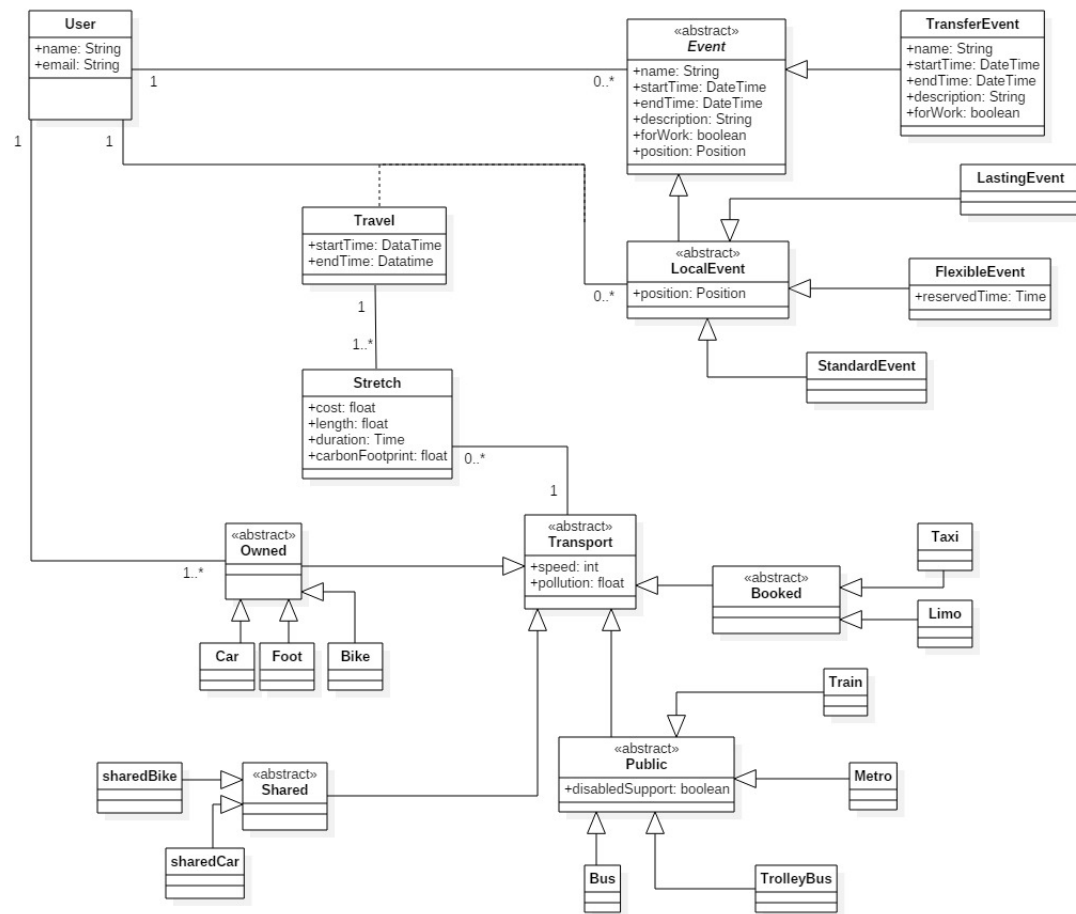 User
+name: String
+email: String
1
0..*
«abstract»
Event
+name: String
+startTime: DateTime
+endTime: DateTime
+description: String
+forWork: boolean
+position: Position
TransferEvent
+name: String
+startTime: DateTime
+endTime: DateTime
+description: String
+forWork: boolean
1
1
LastingEvent
Travel
+startTime: DataTime
+endTime: Datatime
«abstract»
LocalEvent
+position: Position
0..*
FlexibleEvent
+reservedTime: Time
1
1..*
StandardEvent
Stretch
+cost: float
+length: float
+duration: Time
+carbonFootprint: float
0..*
1
«abstract»
Owned
1..*
«abstract»
Transport
+speed: int
+pollution: float
«abstract»
Booked
Taxi
Limo
Car
Foot
Bike
Train
«abstract»
Public
+disabledSupport: boolean
Metro
sharedBike
«abstract»
Shared
sharedCar
Bus
TrolleyBus